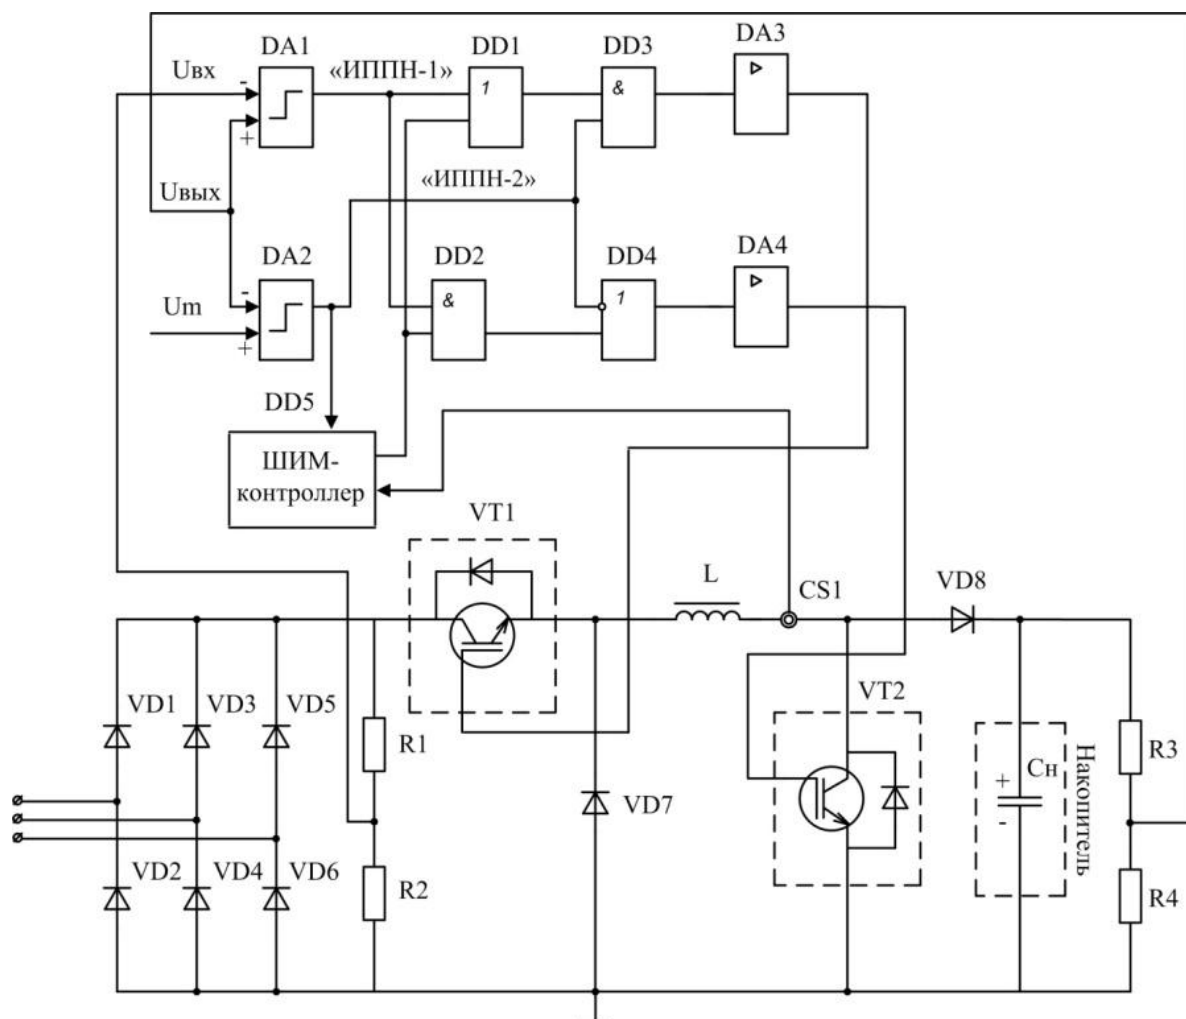 DA1
DD1
DD3
DA3
Uвх
«ИППН-1»
-
1
&
+
Uвых
«ИППН-2»
DA2
DD2
DD4
DA4
-
Um
&
1
+
DD5
ШИМ-
контроллер
VT1
L
CS1
VD8
VD1
VD3
VD5
R1
VD7
VT2
Cн
+
-
Накопитель
R3
VD2
VD4
VD6
R2
R4